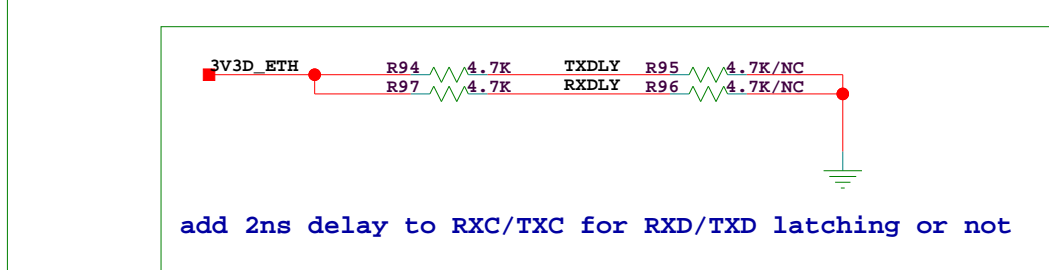 3V3D_ETH R94 4.7K TXDLY R95 4.7K/NC
R97 4.7K RXDLY R96 4.7K/NC
add 2ns delay to RXC/TXC for RXD/TXD latching or not